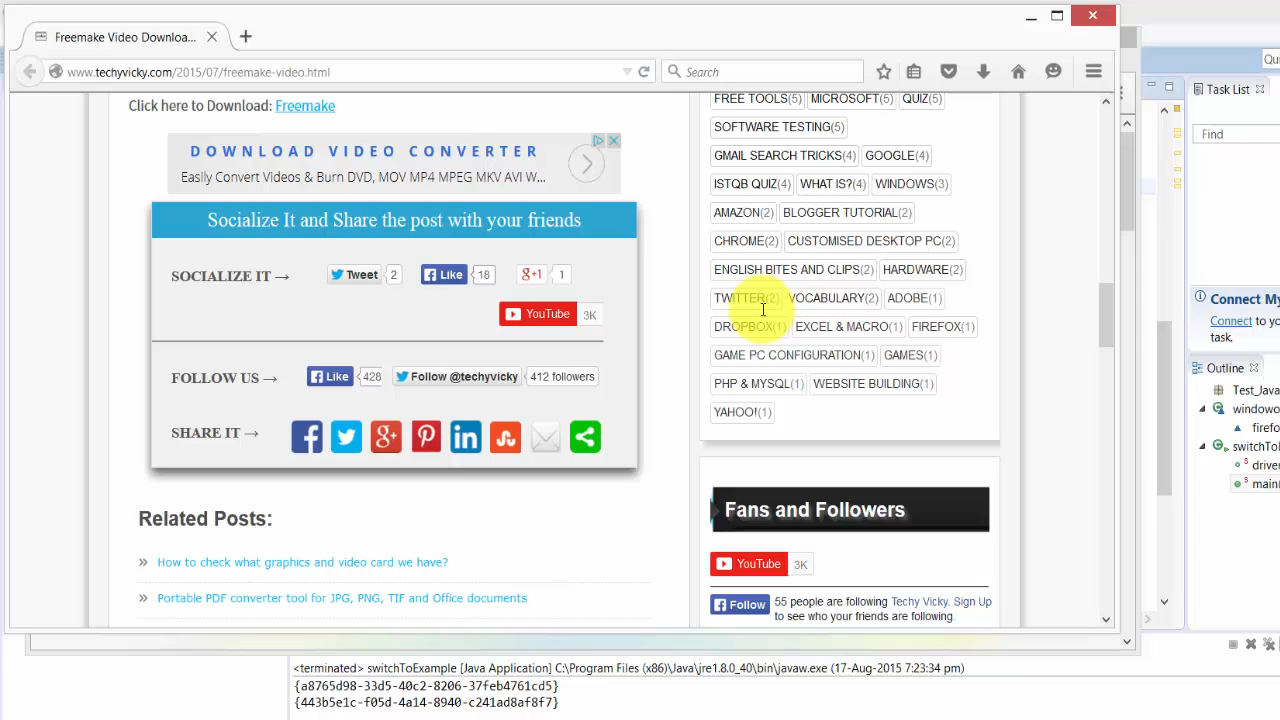 Freemake Video Downloa...
www.techyvicky.com/2015/07/freemake-video.html
Search
Click here to Download: Freemake
DOWNLOAD VIDEO CONVERTER
Easily Convert Videos & Burn DVD, MOV MP4 MPEG MKV AVI W...
Socialize It and Share the post with your friends
SOCIALIZE IT →
Tweet 2
Like 18
g+1 1
YouTube 3K
FOLLOW US →
Like 428
Follow @techyvicky 412 followers
SHARE IT →
Related Posts:
How to check what graphics and video card we have?
Portable PDF converter tool for JPG, PNG, TIF and Office documents
FREE TOOLS(5) MICROSOFT(5) QUIZ(5)
SOFTWARE TESTING(5)
GMAIL SEARCH TRICKS(4) GOOGLE(4)
ISTQB QUIZ(4) WHAT IS?(4) WINDOWS(3)
AMAZON(2) BLOGGER TUTORIAL(2)
CHROME(2) CUSTOMISED DESKTOP PC(2)
ENGLISH BITES AND CLIPS(2) HARDWARE(2)
TWITTER(2) VOCABULARY(2) ADOBE(1)
DROPBOX(1) EXCEL & MACRO(1) FIREFOX(1)
GAME PC CONFIGURATION(1) GAMES(1)
PHP & MYSQL(1) WEBSITE BUILDING(1)
YAHOO!(1)
Fans and Followers
YouTube 3K
Follow 55 people are following Techy Vicky. Sign Up
to see who your friends are following.
Qui
Task List
Find
Connect My
Connect to your
task.
Outline
Test_Java
window
firefo
switchTo
drive
main(
<terminated> switchToExample [Java Application] C:\Program Files (x86)\Java\jre1.8.0_40\bin\javaw.exe (17-Aug-2015 7:23:34 pm)
{a8765d98-33d5-40c2-8206-37feb4761cd5}
{443b5e1c-f05d-4a14-8940-c241ad8af8f7}